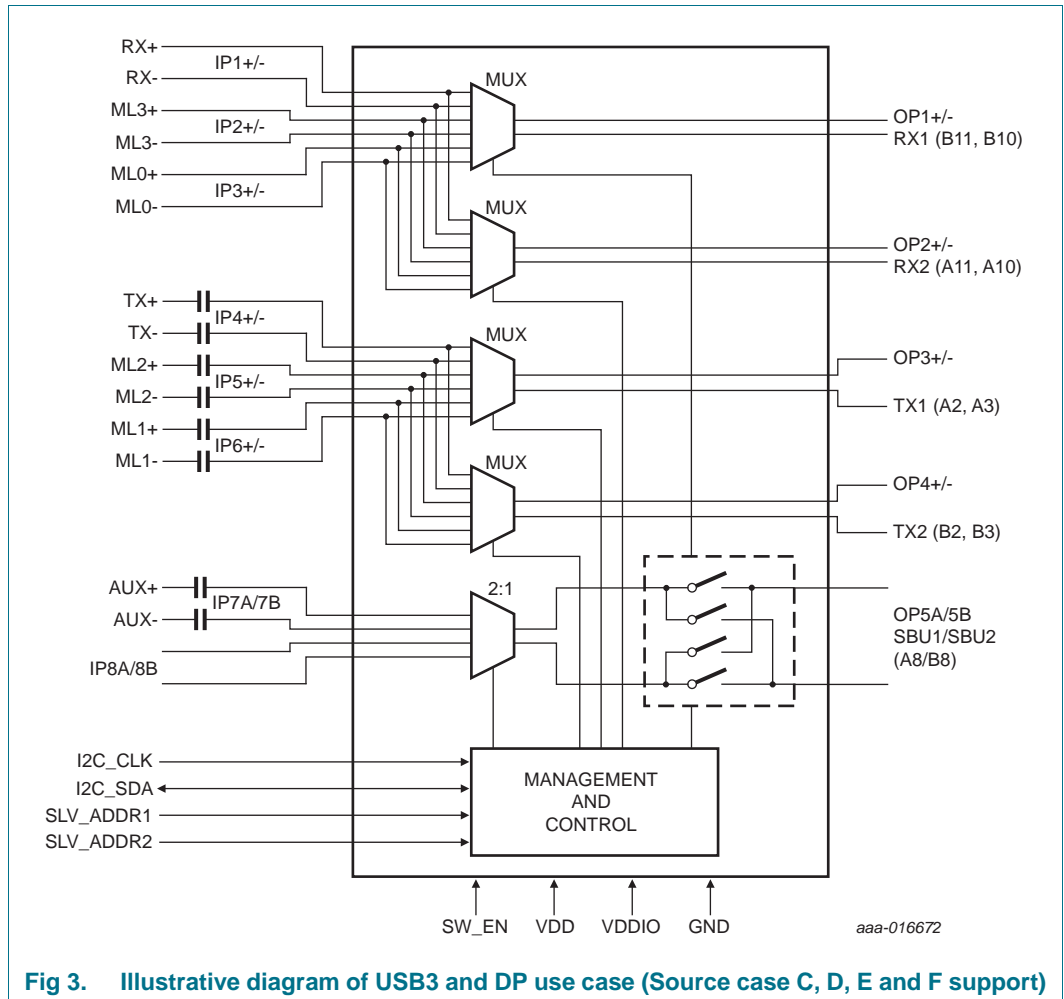 RX+
IP1+/-
RX-
ML3+
IP2+/-
ML3-
ML0+
IP3+/-
ML0-
MUX
OP1+/-
RX1 (B11, B10)
MUX
OP2+/-
RX2 (A11, A10)
TX+
IP4+/-
TX-
ML2+
IP5+/-
ML2-
ML1+
IP6+/-
ML1-
MUX
OP3+/-
TX1 (A2, A3)
MUX
OP4+/-
TX2 (B2, B3)
AUX+
IP7A/7B
AUX-
IP8A/8B
2:1
OP5A/5B
SBU1/SBU2
(A8/B8)
I2C_CLK
I2C_SDA
SLV_ADDR1
SLV_ADDR2
MANAGEMENT
AND
CONTROL
SW_EN
VDD
VDDIO
GND
aaa-016672
Fig 3. Illustrative diagram of USB3 and DP use case (Source case C, D, E and F support)